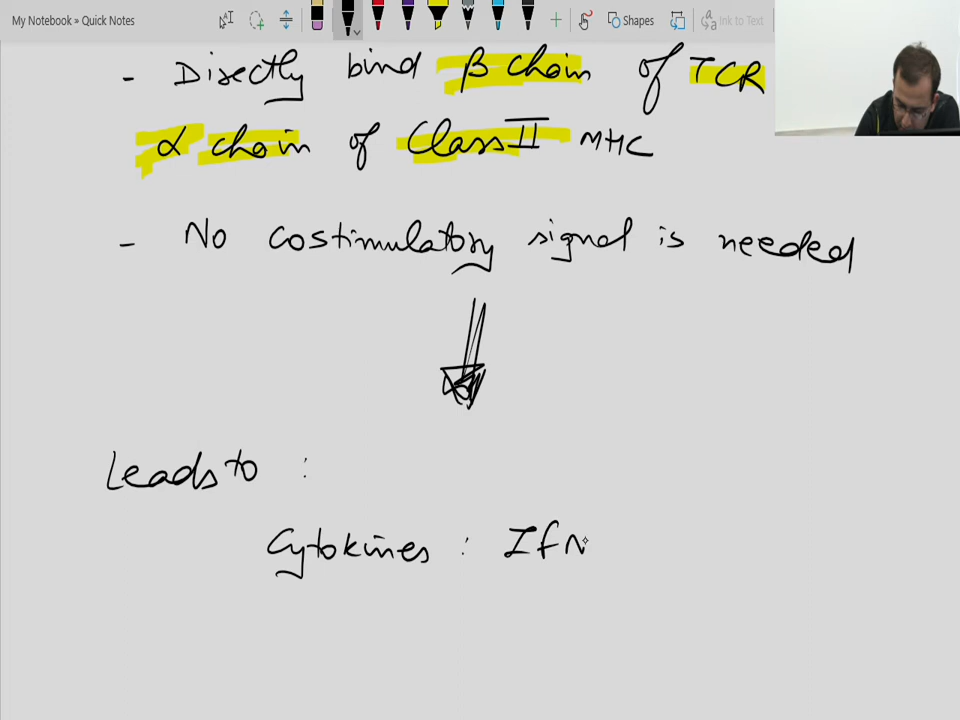 My Notebook » Quick Notes
Shapes
Ink to Text
- Directly bind β chain of TCR
α chain of Class II MHC
- No costimulatory signal is needed
Leads to :
Cytokines : IfN